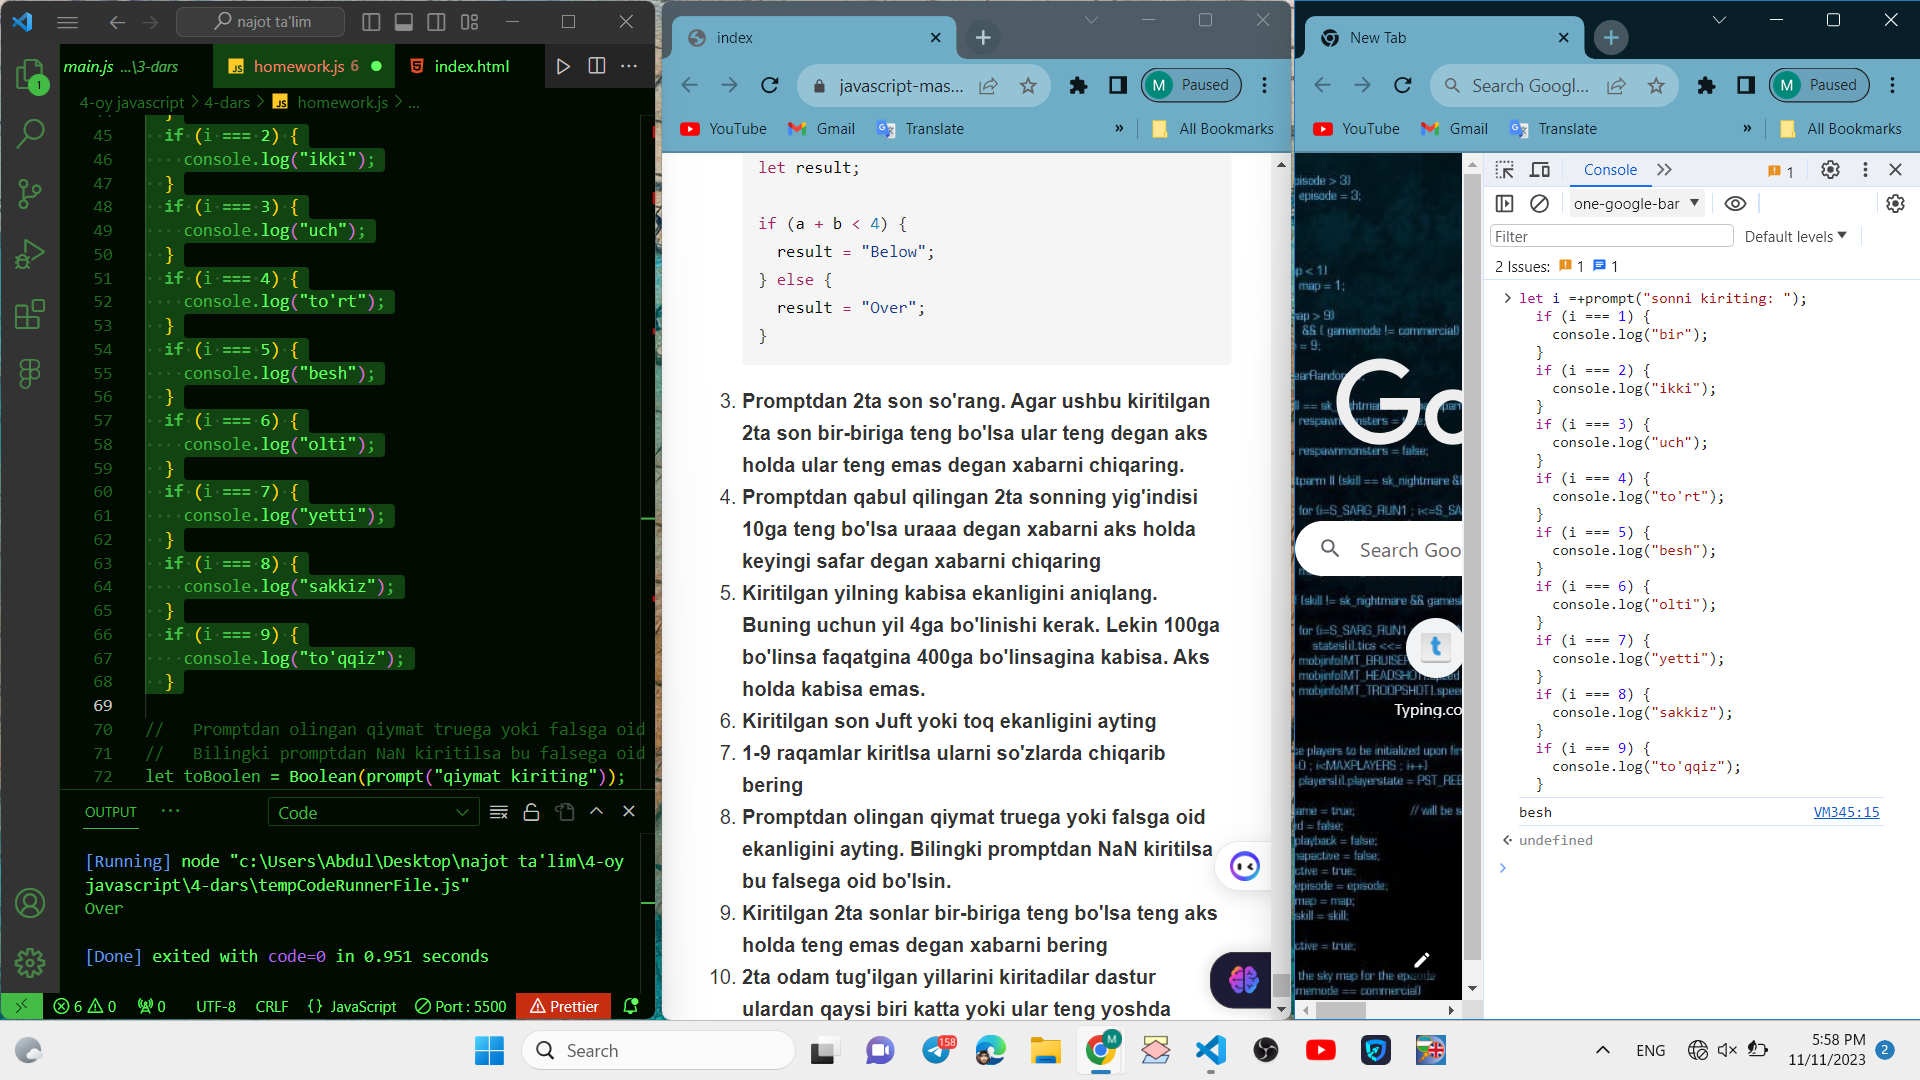 najot ta'lim
main.js ...\3-dars
homework.js 6
index.html
4-oy javascript > 4-dars > homework.js > ...
45 if (i === 2) {
46 console.log("ikki");
47 }
48 if (i === 3) {
49 console.log("uch");
50 }
51 if (i === 4) {
52 console.log("to'rt");
53 }
54 if (i === 5) {
55 console.log("besh");
56 }
57 if (i === 6) {
58 console.log("olti");
59 }
60 if (i === 7) {
61 console.log("yetti");
62 }
63 if (i === 8) {
64 console.log("sakkiz");
65 }
66 if (i === 9) {
67 console.log("to'qqiz");
68 }
69
70 // Promptdan olingan qiymat truega yoki falsga oid
71 // Bilingki promptdan NaN kiritilsa bu falsega oid
72 let toBoolen = Boolean(prompt("qiymat kiriting"));
OUTPUT
Code
[Running] node "c:\Users\Abdul\Desktop\najot ta'lim\4-oy
javascript\4-dars\tempCodeRunnerFile.js"
Over
[Done] exited with code=0 in 0.951 seconds
6 0 0 UTF-8 CRLF {} JavaScript Port : 5500 Prettier
index
javascript-mas...
M Paused
YouTube Gmail Translate » All Bookmarks
let result;
if (a + b < 4) {
result = "Below";
} else {
result = "Over";
}
3. Promptdan 2ta son so'rang. Agar ushbu kiritilgan
2ta son bir-biriga teng bo'lsa ular teng degan aks
holda ular teng emas degan xabarni chiqaring.
4. Promptdan qabul qilingan 2ta sonning yig'indisi
10ga teng bo'lsa uraaa degan xabarni aks holda
keyingi safar degan xabarni chiqaring
5. Kiritilgan yilning kabisa ekanligini aniqlang.
Buning uchun yil 4ga bo'linishi kerak. Lekin 100ga
bo'linsa faqatgina 400ga bo'linsagina kabisa. Aks
holda kabisa emas.
6. Kiritilgan son Juft yoki toq ekanligini ayting
7. 1-9 raqamlar kiritlsa ularni so'zlarda chiqarib
bering
8. Promptdan olingan qiymat truega yoki falsga oid
ekanligini ayting. Bilingki promptdan NaN kiritilsa
bu falsega oid bo'lsin.
9. Kiritilgan 2ta sonlar bir-biriga teng bo'lsa teng aks
holda teng emas degan xabarni bering
10. 2ta odam tug'ilgan yillarini kiritadilar dastur
ulardan qaysi biri katta yoki ular teng yoshda
New Tab
Search Googl...
M Paused
YouTube Gmail Translate » All Bookmarks
Go
Search Goo
Typing.co
Console
1
one-google-bar
Filter
Default levels
2 Issues: 1 1
let i =+prompt("sonni kiriting: ");
if (i === 1) {
console.log("bir");
}
if (i === 2) {
console.log("ikki");
}
if (i === 3) {
console.log("uch");
}
if (i === 4) {
console.log("to'rt");
}
if (i === 5) {
console.log("besh");
}
if (i === 6) {
console.log("olti");
}
if (i === 7) {
console.log("yetti");
}
if (i === 8) {
console.log("sakkiz");
}
if (i === 9) {
console.log("to'qqiz");
}
besh VM345:15
undefined
Search
158
ENG
5:58 PM
11/11/2023
2